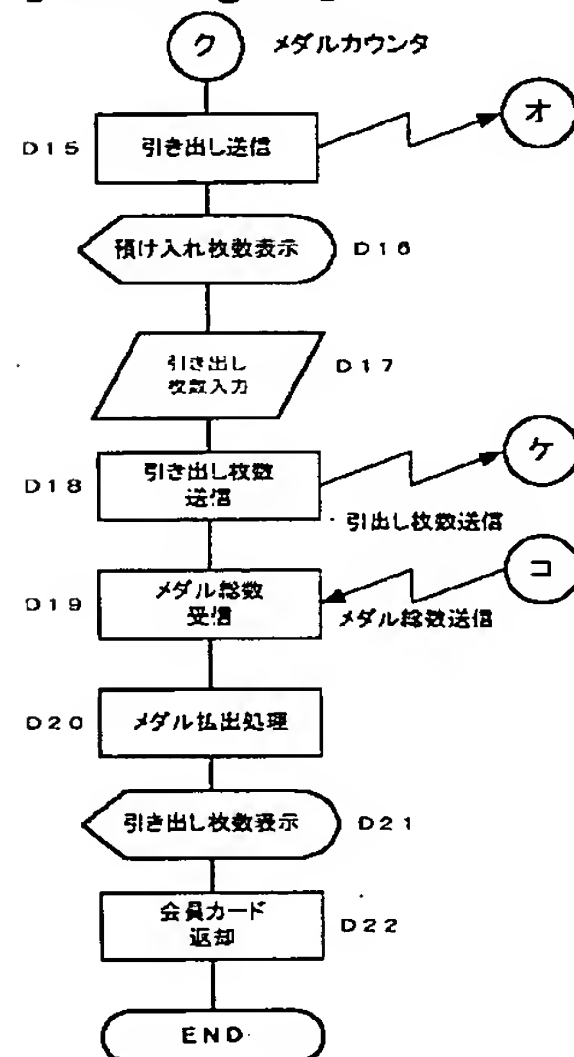 ク メダルカウンタ
D15 引き出し送信 オ
預け入れ枚数表示 D16
引き出し
枚数入力
D17
D18
引き出し枚数
送信
ケ
引出し枚数送信
D19
メダル総数
受信
コ
メダル総数送信
D20 メダル払出処理
引き出し枚数表示 D21
会員カード
返却
D22
END